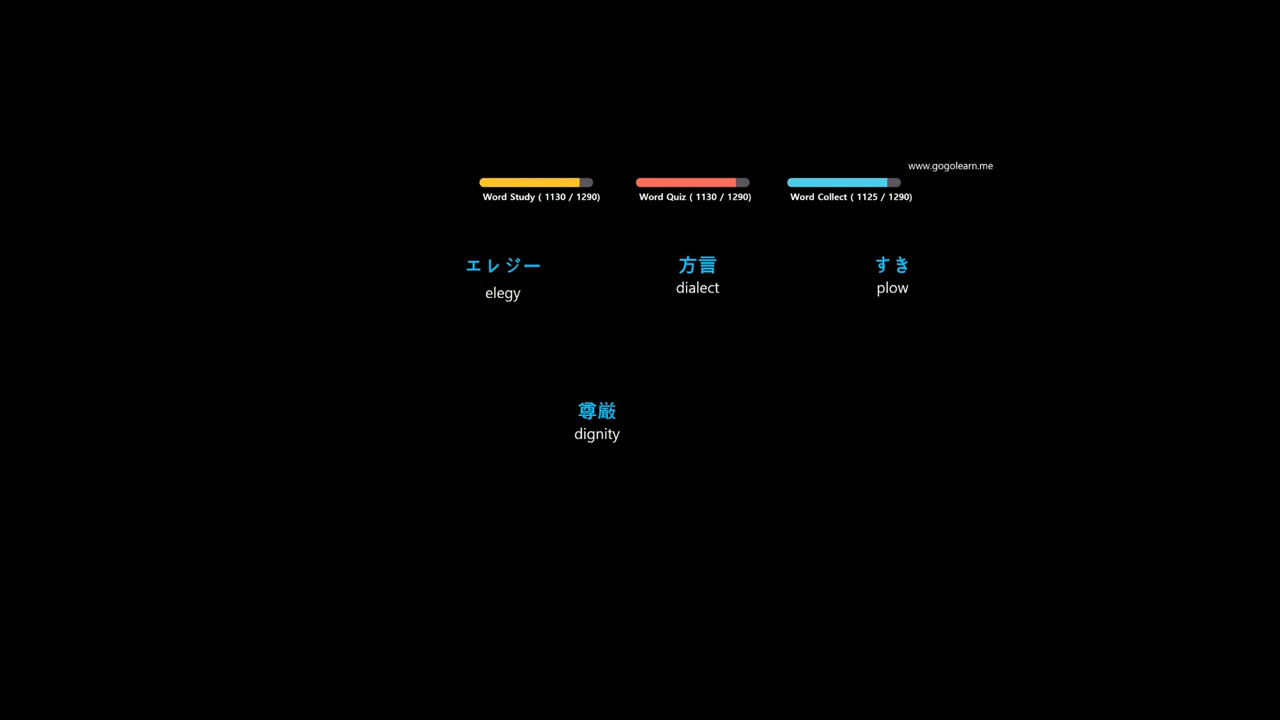 www.gogolearn.me
Word Study ( 1130 / 1290)
Word Quiz ( 1130 / 1290)
Word Collect ( 1125 / 1290)
エレジー
elegy
方言
dialect
すき
plow
尊厳
dignity